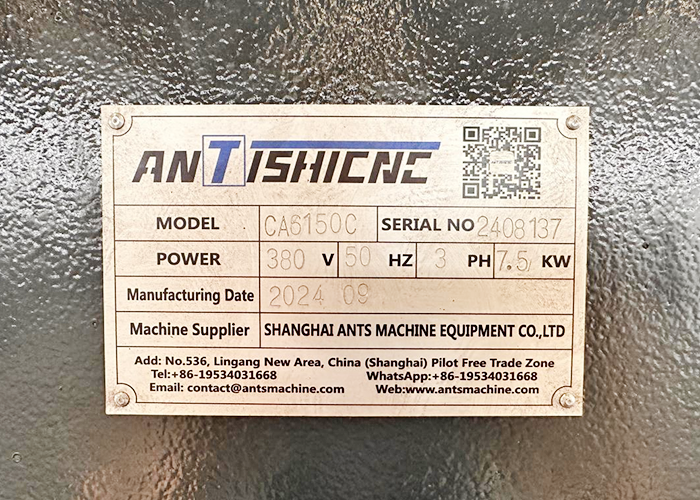 ANTISHICNC
MODEL CA6150C SERIAL NO 2408137
POWER 380 V 50 HZ 3 PH 7.5 KW
Manufacturing Date 2024 09
Machine Supplier SHANGHAI ANTS MACHINE EQUIPMENT CO.,LTD
Add: No.536, Lingang New Area, China (Shanghai) Pilot Free Trade Zone
Tel:+86-19534031668 WhatsApp:+86-19534031668
Email: contact@antsmachine.com Web:www.antsmachine.com